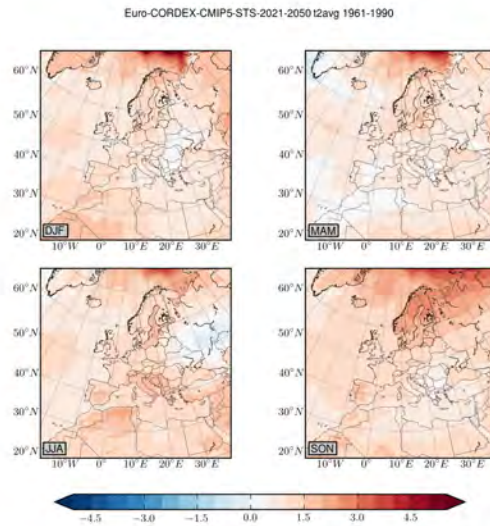 Euro-CORDEX-CMIP5-STS-2021-2050 t2avg 1961-1990
60°N 60°N
50°N 50°N
40°N 40°N
30°N 30°N
20°N DJF 20°N MAM
10°W 0° 10°E 20°E 30°E 10°W 0° 10°E 20°E 30°E
60°N 60°N
50°N 50°N
40°N 40°N
30°N 30°N
20°N JJA 20°N SON
10°W 0° 10°E 20°E 30°E 10°W 0° 10°E 20°E 30°E
−4.5 −3.0 −1.5 0.0 1.5 3.0 4.5